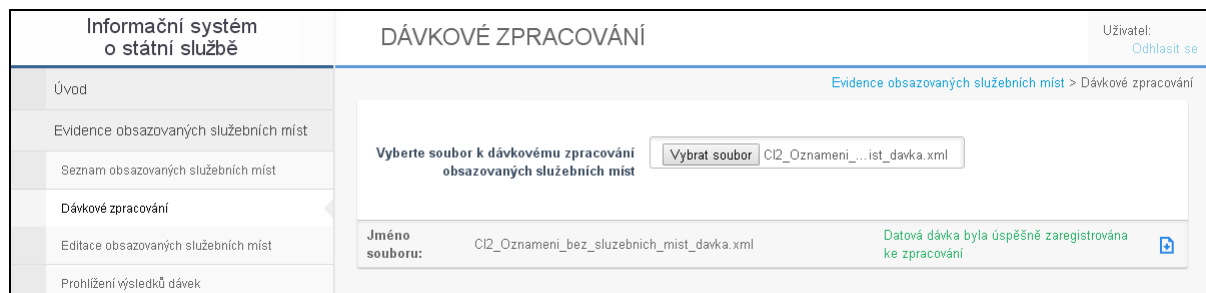 Informační systém
o státní službě
DÁVKOVÉ ZPRACOVÁNÍ
Uživatel:
Odhlasit se
Evidence obsazovaných služebních míst > Dávkové zpracování
Úvod
Evidence obsazovaných služebních míst
Seznam obsazovaných služebních míst
Dávkové zpracování
Editace obsazovaných služebních míst
Prohlížení výsledků dávek
Vyberte soubor k dávkovému zpracování
obsazovaných služebních míst
Vybrat soubor CI2_Oznameni_...ist_davka.xml
Jméno
souboru:
CI2_Oznameni_bez_sluzebnich_mist_davka.xml
Datová dávka byla úspěšně zaregistrována
ke zpracování